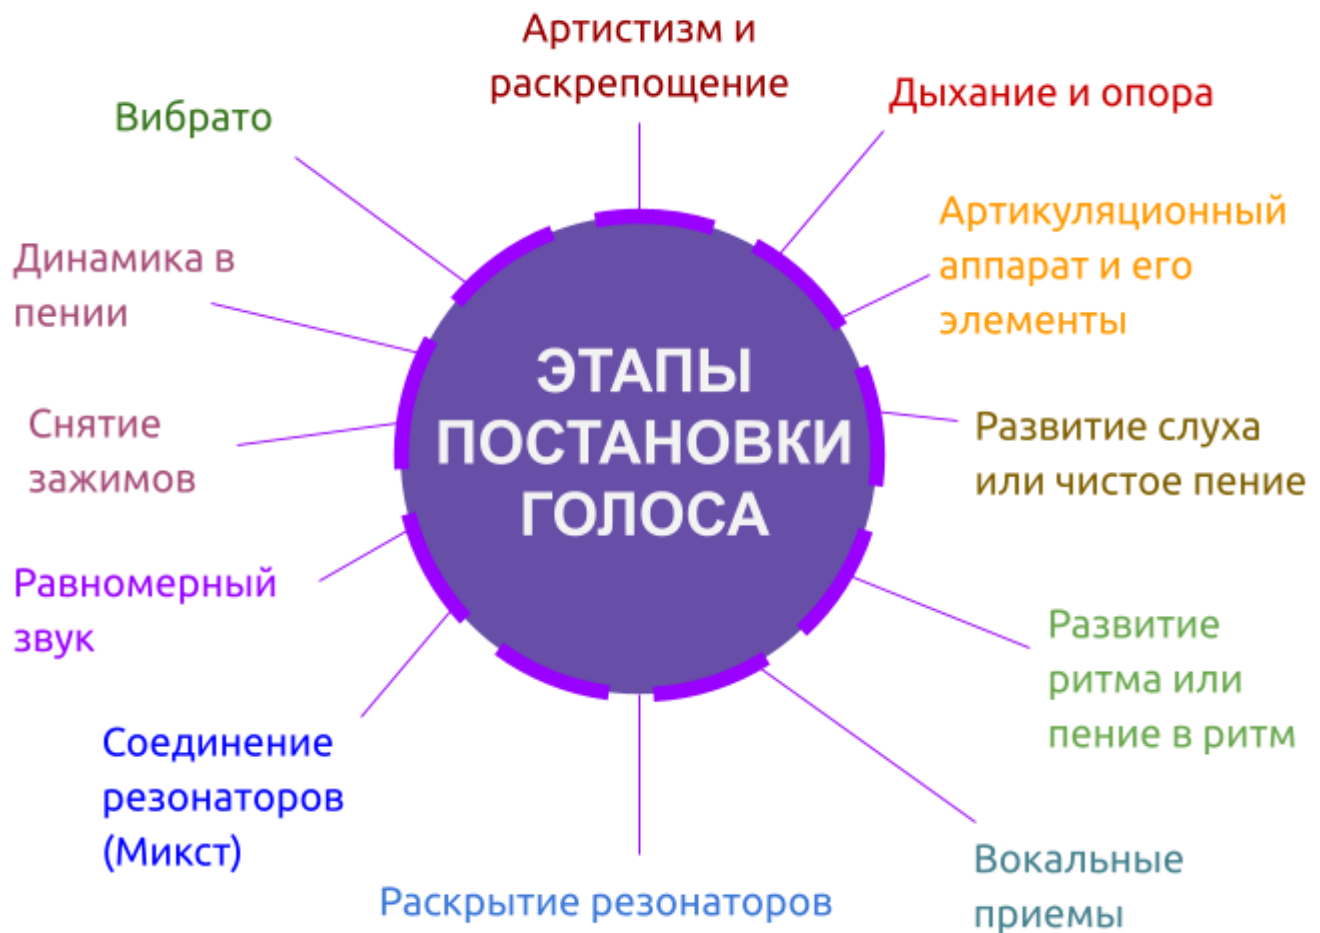 Артистизм и
раскрепощение
Дыхание и опора
Вибрато
Артикуляционный
аппарат и его
элементы
Динамика в
пении
ЭТАПЫ
ПОСТАНОВКИ
ГОЛОСА
Снятие
зажимов
Развитие слуха
или чистое пение
Равномерный
звук
Развитие
ритма или
пение в ритм
Соединение
резонаторов
(Микст)
Вокальные
приемы
Раскрытие резонаторов